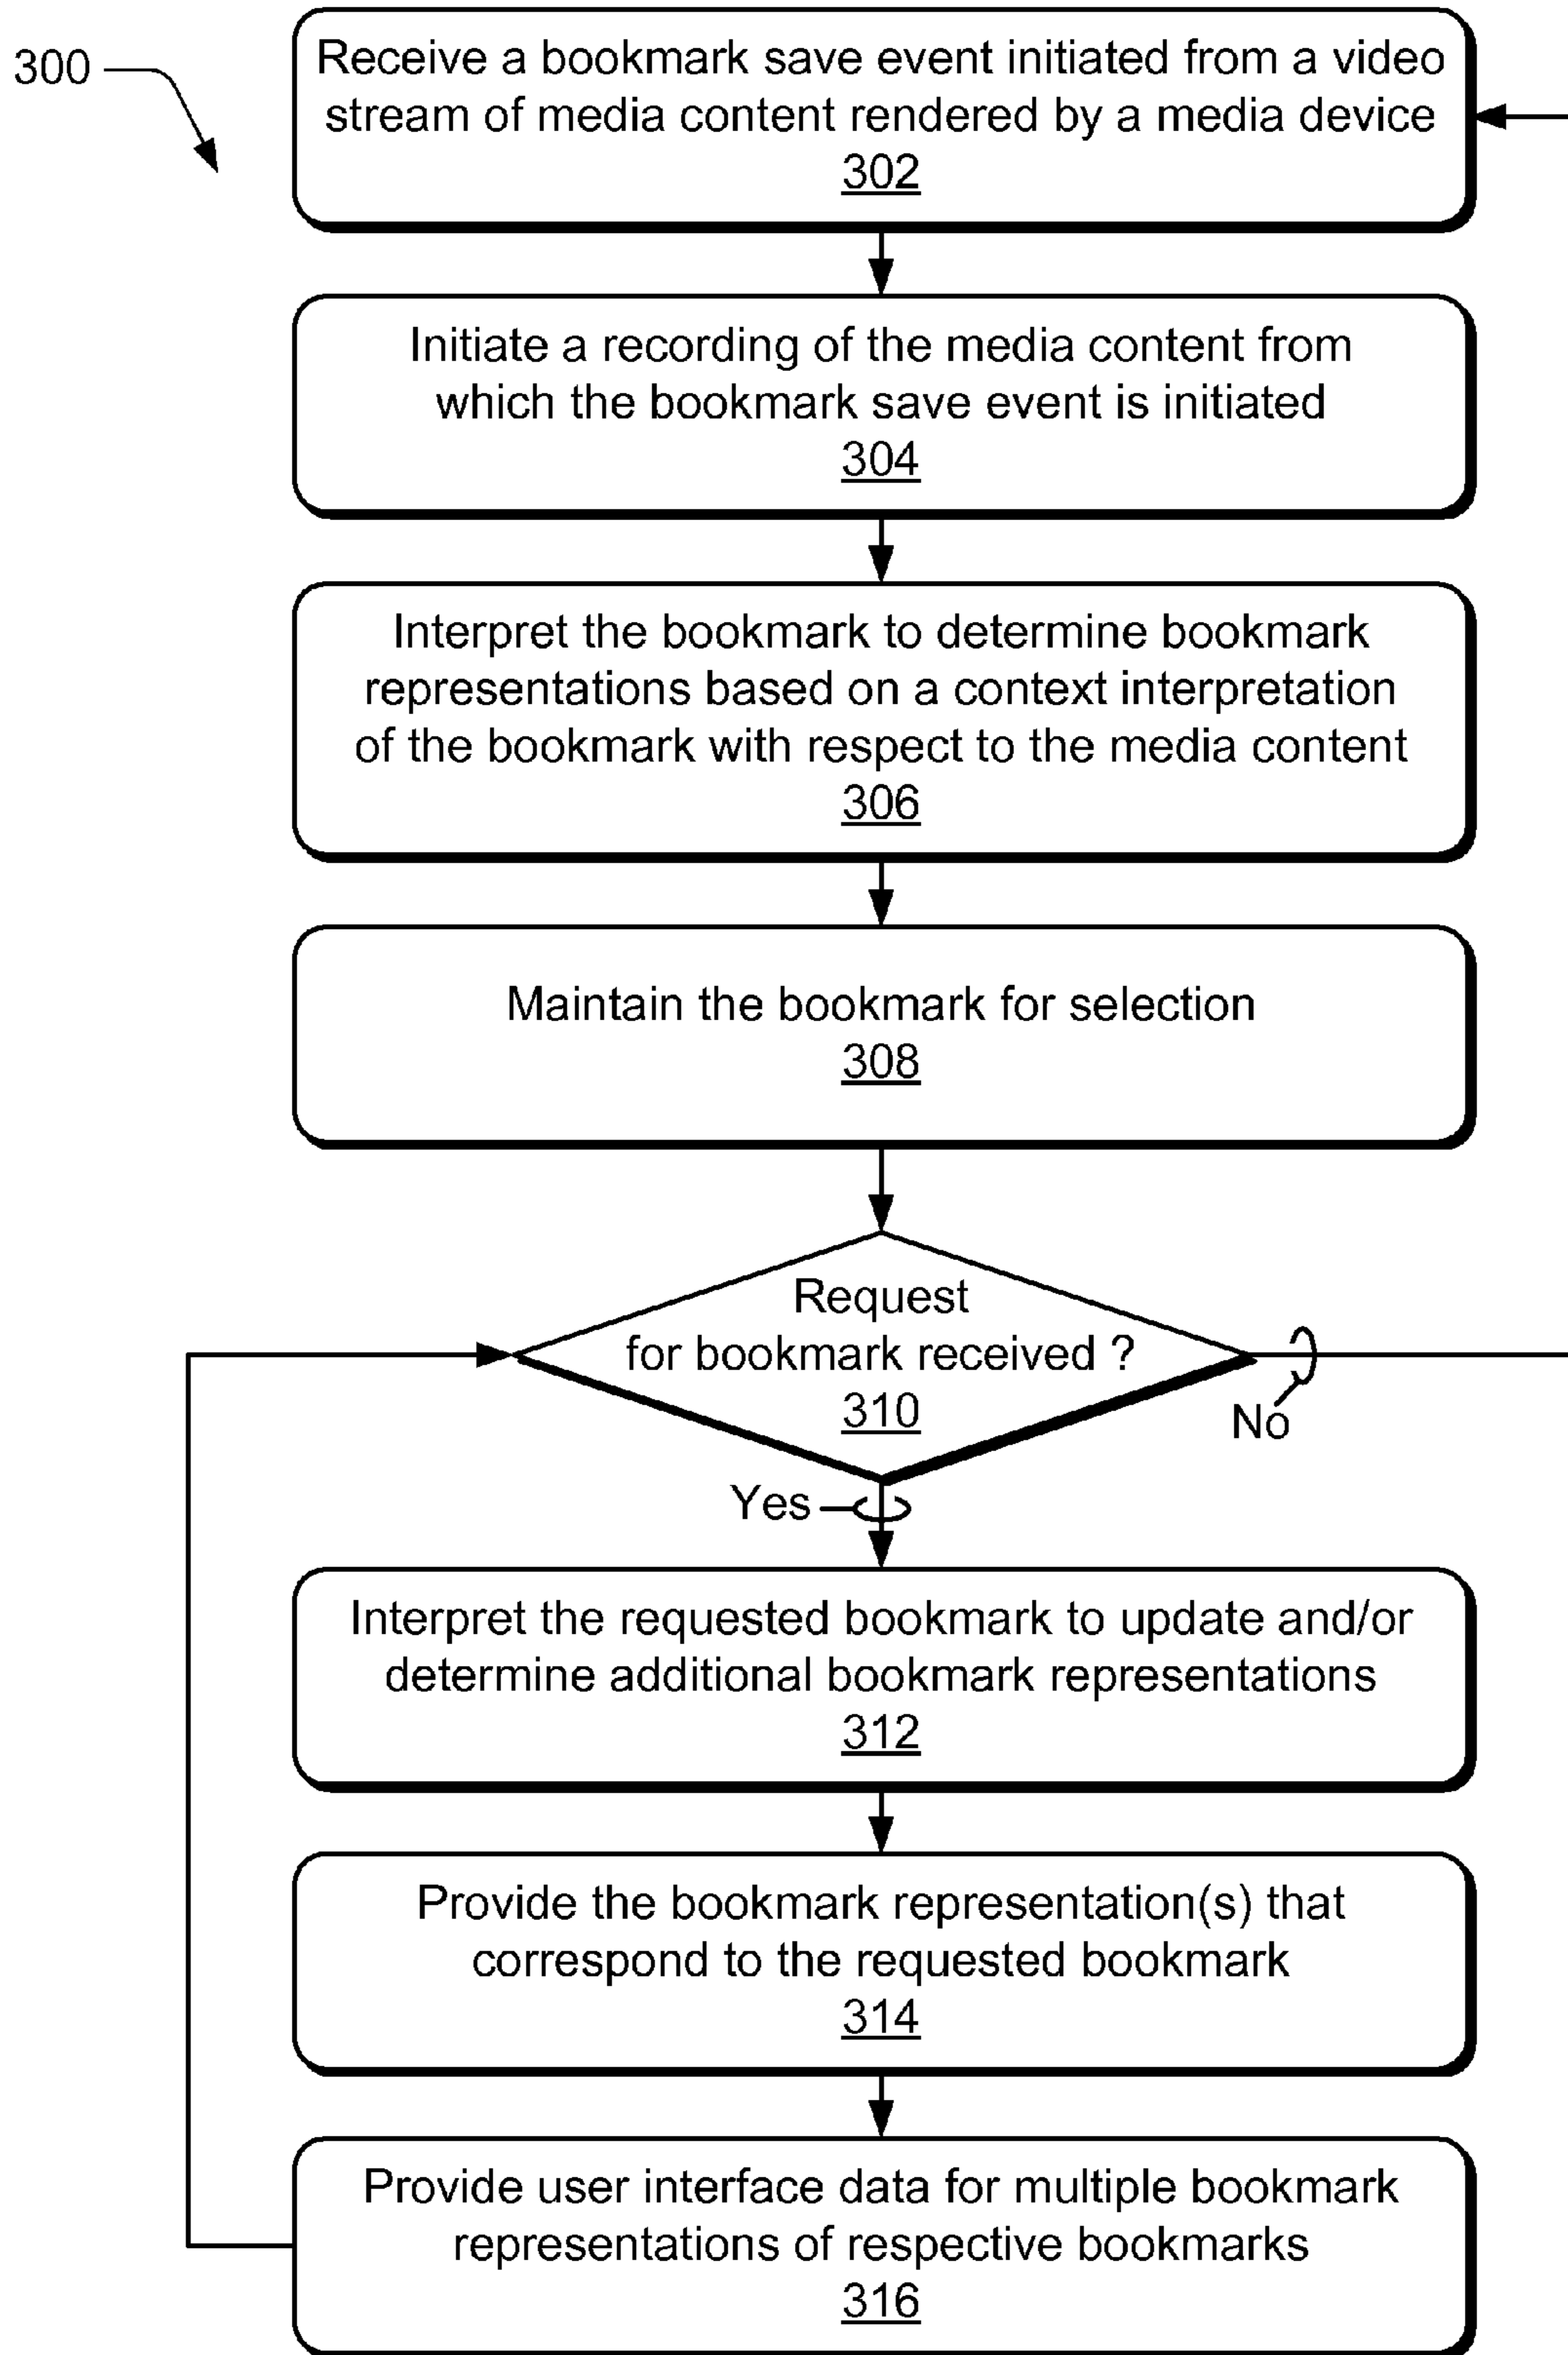 300
Receive a bookmark save event initiated from a video
stream of media content rendered by a media device
302
Initiate a recording of the media content from
which the bookmark save event is initiated
304
Interpret the bookmark to determine bookmark
representations based on a context interpretation
of the bookmark with respect to the media content
306
Maintain the bookmark for selection
308
Request
for bookmark received ?
310
No
Yes
Interpret the requested bookmark to update and/or
determine additional bookmark representations
312
Provide the bookmark representation(s) that
correspond to the requested bookmark
314
Provide user interface data for multiple bookmark
representations of respective bookmarks
316